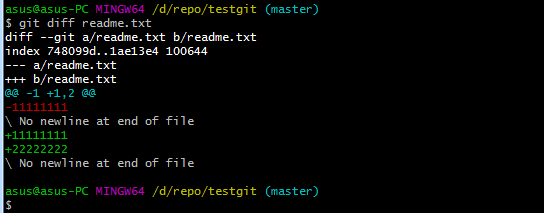 asus@asus-PC MINGW64 /d/repo/testgit (master)
$ git diff readme.txt
diff --git a/readme.txt b/readme.txt
index 748099d..1ae13e4 100644
--- a/readme.txt
+++ b/readme.txt
@@ -1 +1,2 @@
-11111111
\ No newline at end of file
+11111111
+22222222
\ No newline at end of file
asus@asus-PC MINGW64 /d/repo/testgit (master)
$